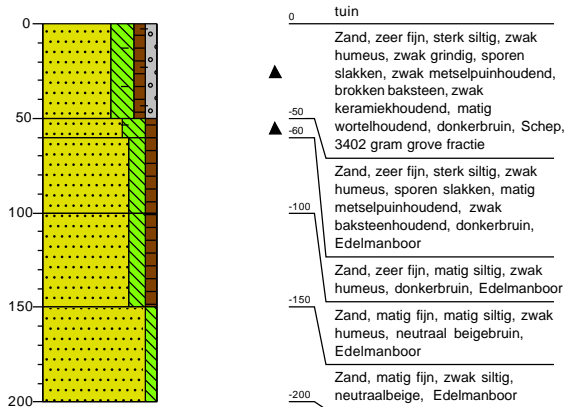 0
50
100
150
200
0
tuin
Zand, zeer fijn, sterk siltig, zwak
humeus, zwak grindig, sporen
slakken, zwak metselpuinhoudend,
brokken baksteen, zwak
keramiekhoudend, matig
wortelhoudend, donkerbruin, Schep,
3402 gram grove fractie
-50
Zand, zeer fijn, sterk siltig, zwak
humeus, sporen slakken, matig
metselpuinhoudend, zwak
baksteenhoudend, donkerbruin,
Edelmanboor
-60
Zand, zeer fijn, matig siltig, zwak
humeus, donkerbruin, Edelmanboor
-100
Zand, matig fijn, matig siltig, zwak
humeus, neutraal beigebruin,
Edelmanboor
-150
Zand, matig fijn, zwak siltig,
neutraalbeige, Edelmanboor
-200